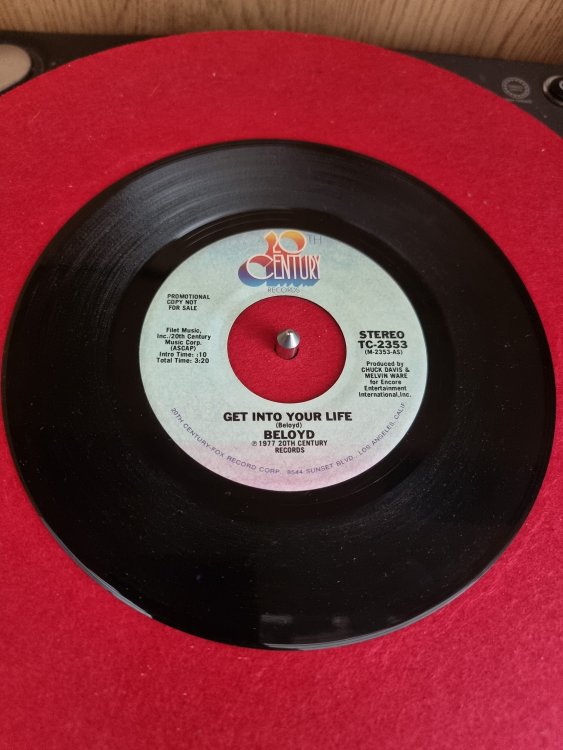 20TH
CENTURY
RECORDS
PROMOTIONAL
COPY NOT
FOR SALE
Filet Music,
Inc./20th Century
Music Corp.
(ASCAP)
Intro Time: :10
Total Time: 3:20
STEREO
TC-2353
(M-2353-AS)
Produced by
CHUCK DAVIS &
MELVIN WARE
for Encore
Entertainment
International,Inc.
GET INTO YOUR LIFE
(Beloyd)
BELOYD
℗ 1977 20TH CENTURY
RECORDS
20TH CENTURY-FOX RECORD CORP., 8544 SUNSET BLVD., LOS ANGELES, CALIF.